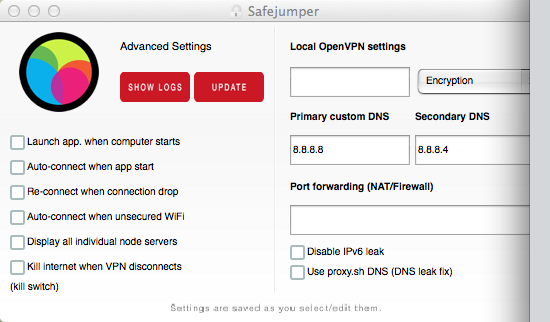 Safejumper
Advanced Settings
SHOW LOGS
UPDATE
Launch app. when computer starts
Auto-connect when app start
Re-connect when connection drop
Auto-connect when unsecured WiFi
Display all individual node servers
Kill internet when VPN disconnects
(kill switch)
Local OpenVPN settings
Encryption
Primary custom DNS
Secondary DNS
8.8.8.8
8.8.8.4
Port forwarding (NAT/Firewall)
Disable IPv6 leak
Use proxy.sh DNS (DNS leak fix)
Settings are saved as you select/edit them.